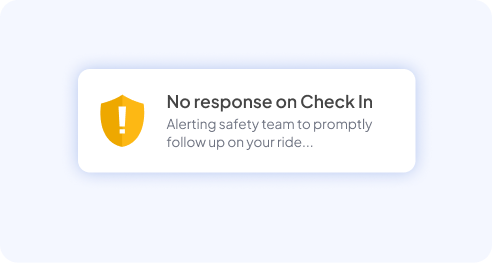 No response on Check In
Alerting safety team to promptly
follow up on your ride...